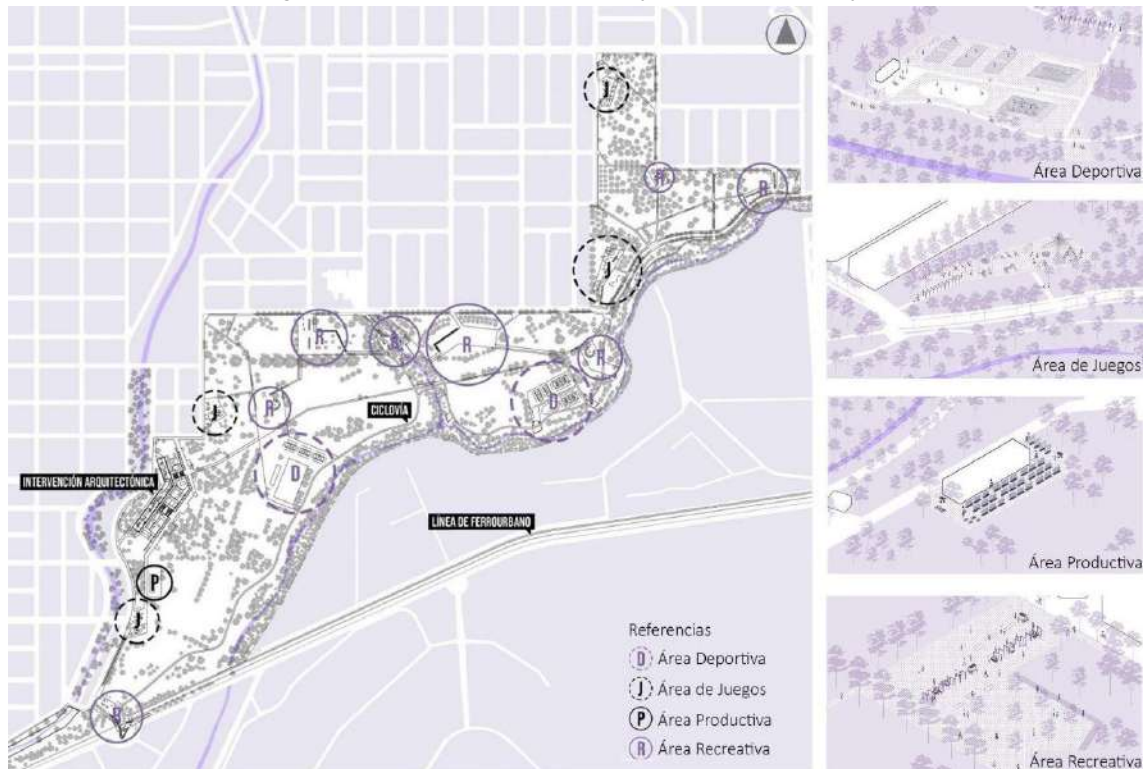 J
R
R
J
R
R
R
R
D
CICLOVÍA
J
R
D
INTERVENCIÓN ARQUITECTÓNICA
LÍNEA DE FERROURBANO
P
J
R
Referencias
D Área Deportiva
J Área de Juegos
P Área Productiva
R Área Recreativa
Área Deportiva
Área de Juegos
Área Productiva
Área Recreativa